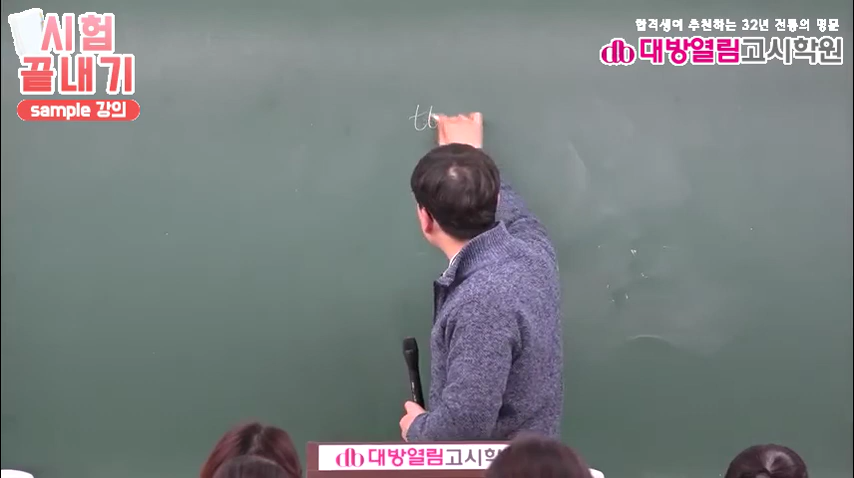 시험
끝내기
sample 강의
합격생이 추천하는 32년 전통의 명문
db 대방열림고시학원
db 대방열림고시학